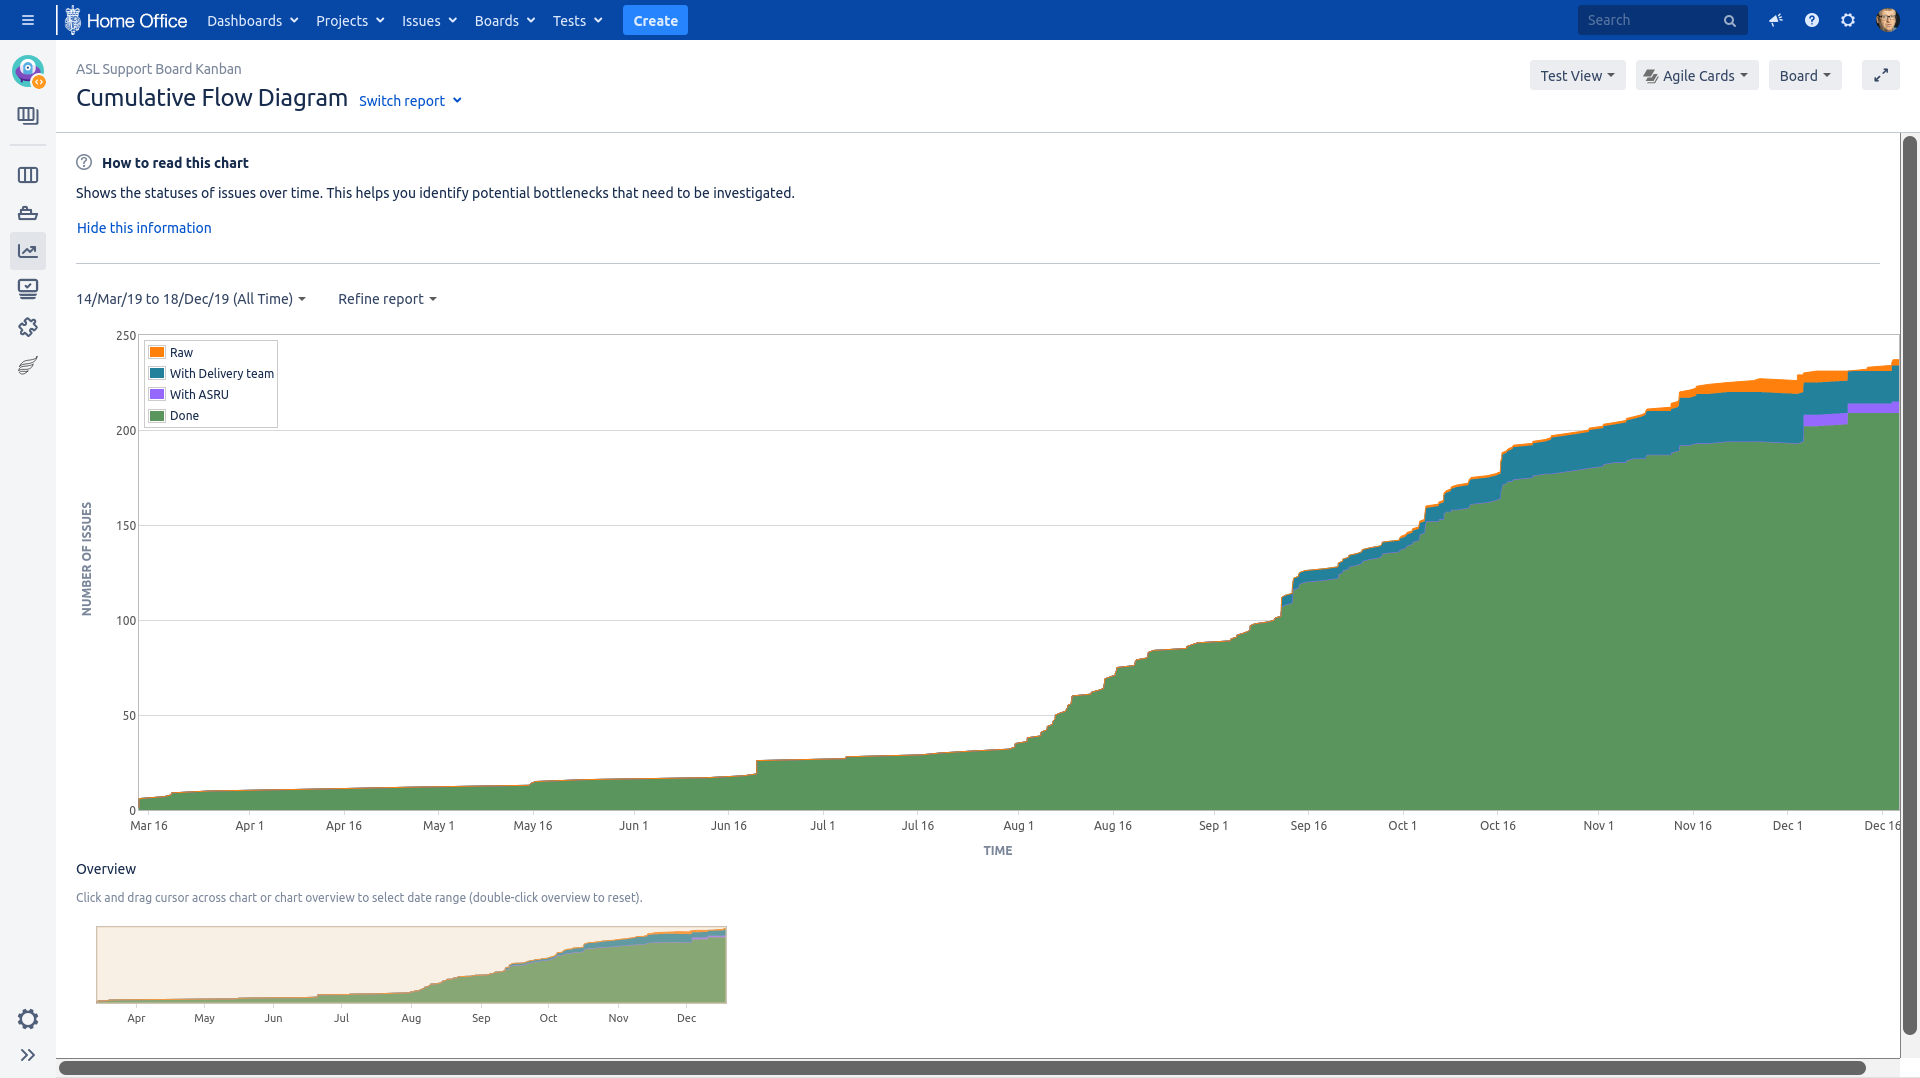 Home Office Dashboards Projects Issues Boards Tests Create Search
ASL Support Board Kanban
Cumulative Flow Diagram Switch report
Test View Agile Cards Board
How to read this chart
Shows the statuses of issues over time. This helps you identify potential bottlenecks that need to be investigated.
Hide this information
14/Mar/19 to 18/Dec/19 (All Time) Refine report
250
200
150
100
50
0
NUMBER OF ISSUES
Raw
With Delivery team
With ASRU
Done
Mar 16 Apr 1 Apr 16 May 1 May 16 Jun 1 Jun 16 Jul 1 Jul 16 Aug 1 Aug 16 Sep 1 Sep 16 Oct 1 Oct 16 Nov 1 Nov 16 Dec 1 Dec 16
TIME
Overview
Click and drag cursor across chart or chart overview to select date range (double-click overview to reset).
Apr May Jun Jul Aug Sep Oct Nov Dec